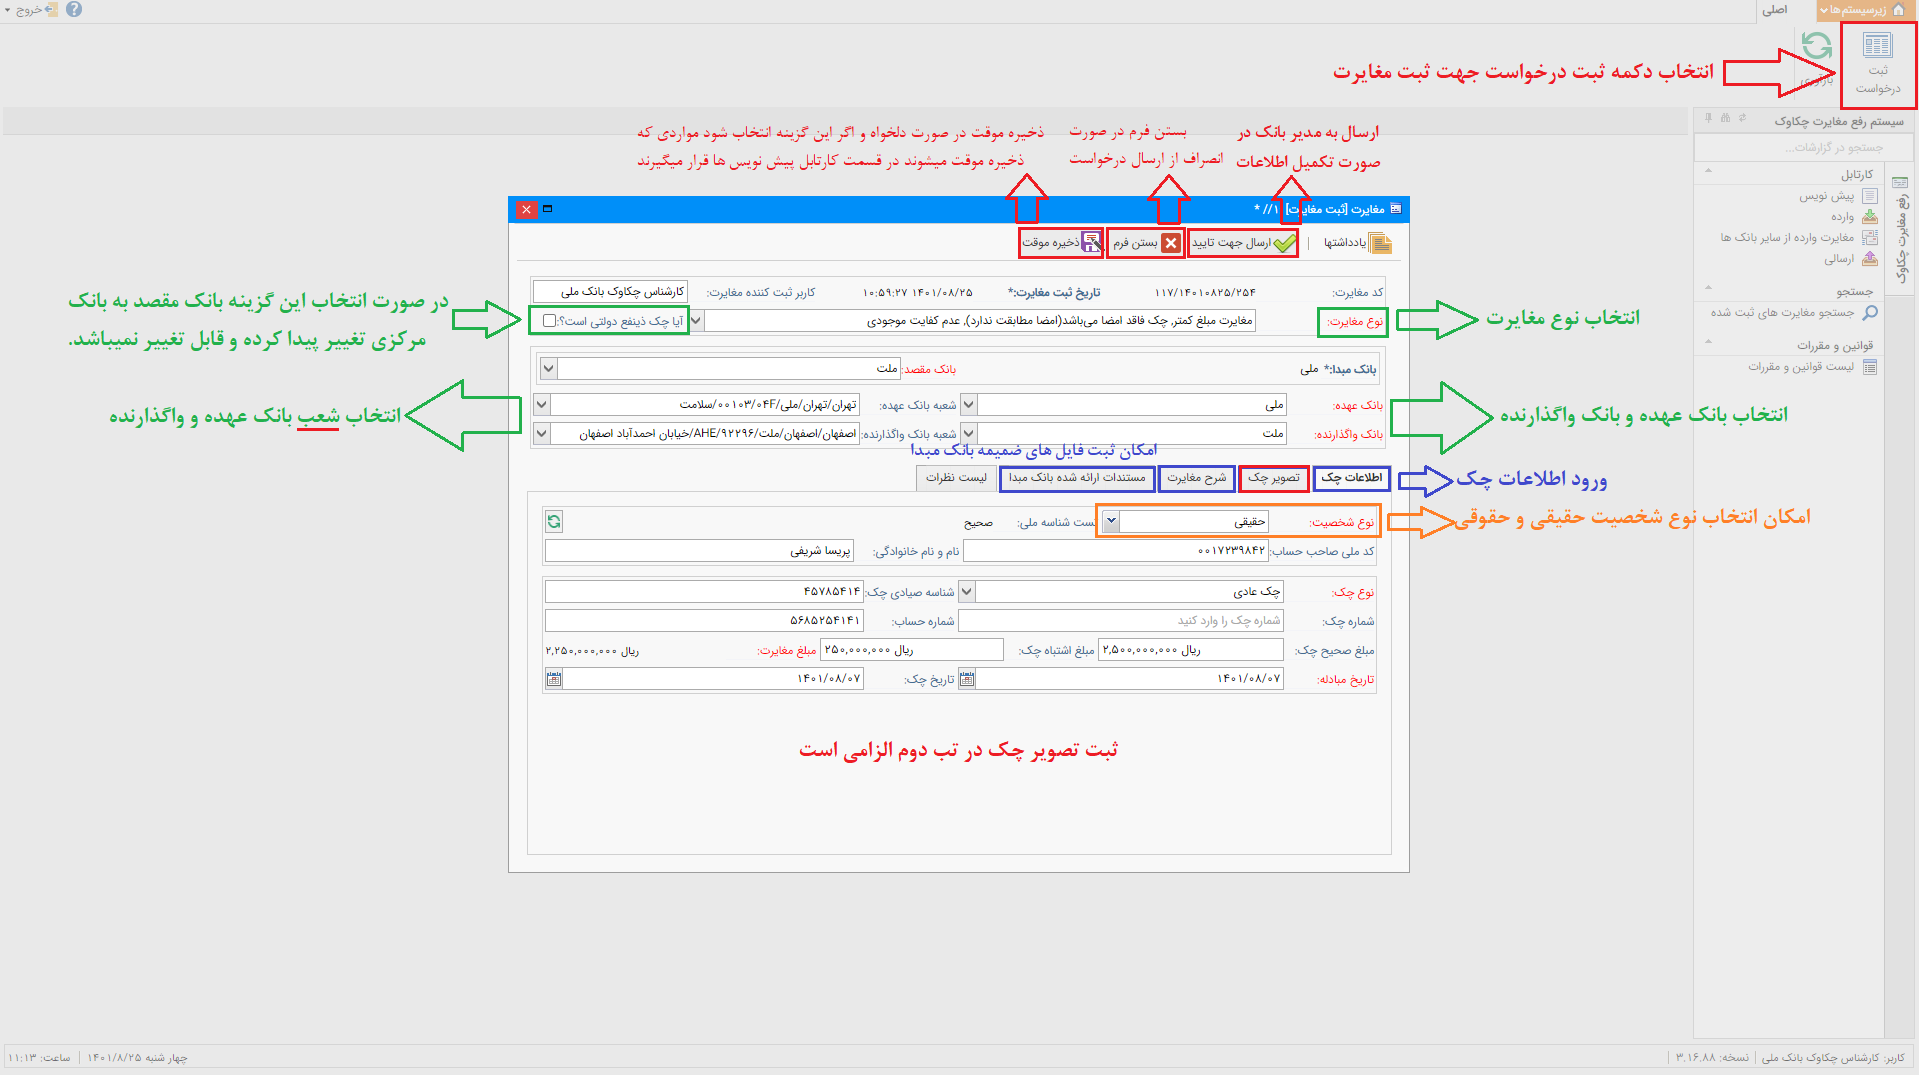 زیرسیستم‌ها
اصلی
خروج
ثبت
درخواست
بازآوری
انتخاب دکمه ثبت درخواست جهت ثبت مغایرت
سیستم رفع مغایرت چکاوک
جستجو در گزارشات...
رفع مغایرت چکاوک
کارتابل
پیش نویس
وارده
مغایرت وارده از سایر بانک ها
ارسالی
جستجو
جستجو مغایرت های ثبت شده
قوانین و مقررات
لیست قوانین و مقررات
ارسال به مدیر بانک در
صورت تکمیل اطلاعات
بستن فرم در صورت
انصراف از ارسال درخواست
ذخیره موقت در صورت دلخواه و اگر این گزینه انتخاب شود مواردی که
ذخیره موقت میشوند در قسمت کارتابل پیش نویس ها قرار میگیرند
مغایرت [ثبت مغایرت] // *
یادداشتها
ارسال جهت تایید
بستن فرم
ذخیره موقت
کد مغایرت: ۱۱۷/۱۴۰۱۰۸۲۵/۲۵۴ تاریخ ثبت مغایرت:* ۱۴۰۱/۰۸/۲۵ ۱۰:۵۹:۲۷ کاربر ثبت کننده مغایرت: کارشناس چکاوک بانک ملی
نوع مغایرت: مغایرت مبلغ کمتر, چک فاقد امضا می‌باشد(امضا مطابقت ندارد), عدم کفایت موجودی آیا چک ذینفع دولتی است؟:
انتخاب نوع مغایرت
در صورت انتخاب این گزینه بانک مقصد به بانک
مرکزی تغییر پیدا کرده و قابل تغییر نمیباشد.
بانک مبدا:* ملی بانک مقصد: ملت
بانک عهده: ملی شعبه بانک عهده: تهران/تهران/ملی/۰۰۱۰۳/۰۴F/سلامت
بانک واگذارنده: ملت شعبه بانک واگذارنده: اصفهان/اصفهان/ملت/AHE/۹۲۲۹۶/خیابان احمدآباد اصفهان
انتخاب بانک عهده و بانک واگذارنده
انتخاب شعب بانک عهده و واگذارنده
امکان ثبت فایل های ضمیمه بانک مبدا
اطلاعات چک
تصویر چک
شرح مغایرت
مستندات ارائه شده بانک مبدا
لیست نظرات
ورود اطلاعات چک
نوع شخصیت: حقیقی تست شناسه ملی: صحیح
امکان انتخاب نوع شخصیت حقیقی و حقوقی
کد ملی صاحب حساب: ۰۰۱۷۲۳۹۸۴۲ نام و نام خانوادگی: پریسا شریفی
نوع چک: چک عادی شناسه صیادی چک: ۴۵۷۸۵۴۱۴
شماره چک: شماره چک را وارد کنید شماره حساب: ۵۶۸۵۲۵۴۱۴۱
مبلغ صحیح چک: ۲,۵۰۰,۰۰۰,۰۰۰ ریال مبلغ اشتباه چک: ۲۵۰,۰۰۰,۰۰۰ ریال مبلغ مغایرت: ۲,۲۵۰,۰۰۰,۰۰۰ ریال
تاریخ مبادله: ۱۴۰۱/۰۸/۰۷ تاریخ چک: ۱۴۰۱/۰۸/۰۷
ثبت تصویر چک در تب دوم الزامی است
کاربر: کارشناس چکاوک بانک ملی
نسخه: ۳.۱۶.۸۸
چهار شنبه ۱۴۰۱/۸/۲۵
ساعت: ۱۱:۱۳